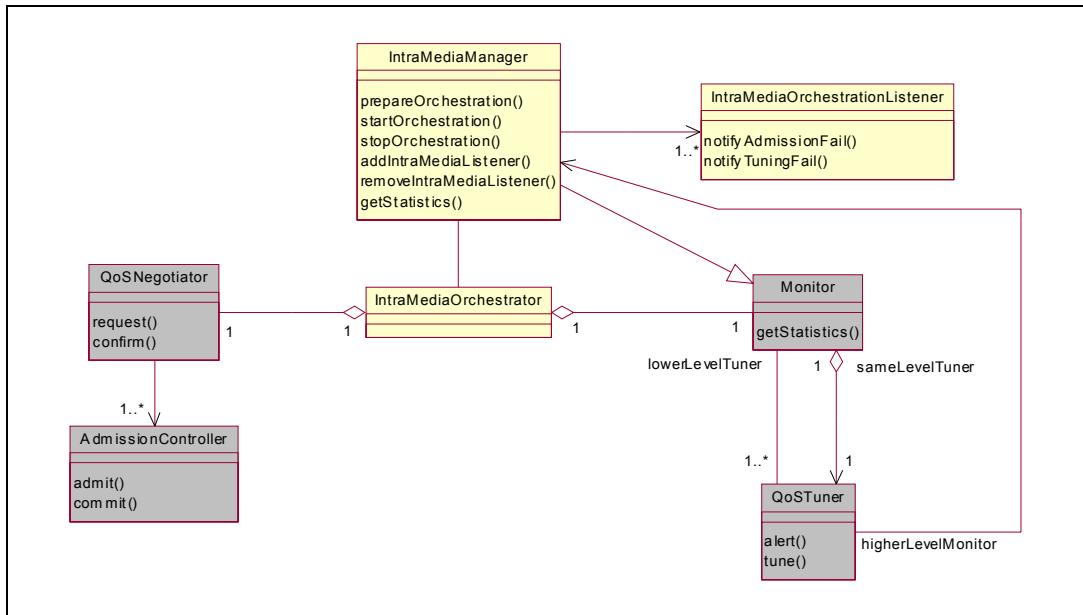 IntraMediaManager
prepareOrchestration()
startOrchestration()
stopOrchestration()
addIntraMediaListener()
removeIntraMediaListener()
getStatistics()
IntraMediaOrchestrationListener
notifyAdmissionFail()
notifyTuningFail()
1..*
QoSNegotiator
request()
confirm()
1
1
IntraMediaOrchestrator
1
1
Monitor
getStatistics()
lowerLevelTuner
1
sameLevelTuner
1..*
AdmissionController
admit()
commit()
1..*
1
QoSTuner
alert()
tune()
higherLevelMonitor